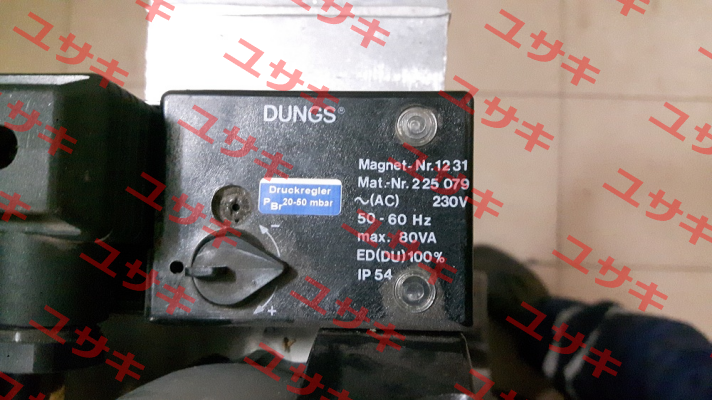 DUNGS®
Magnet-Nr.1231
Mat.-Nr. 225 079
~(AC) 230V
50-60 Hz
max. 80VA
ED(DU)100%
IP 54
Druckregler
PBr 20-50 mbar
-
+
ユサキ